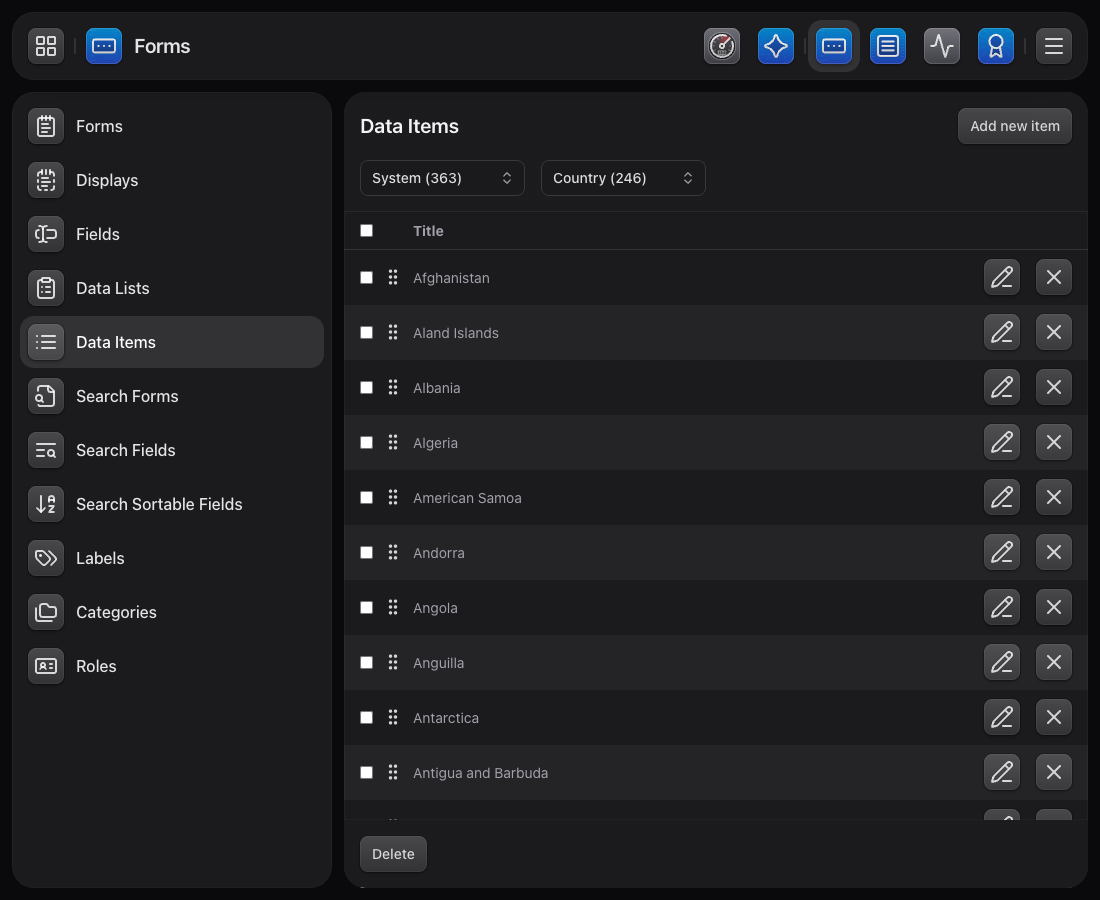 Forms
Forms
Displays
Fields
Data Lists
Data Items
Search Forms
Search Fields
Search Sortable Fields
Labels
Categories
Roles
Data Items
Add new item
System (363)
Country (246)
Title
Afghanistan
Aland Islands
Albania
Algeria
American Samoa
Andorra
Angola
Anguilla
Antarctica
Antigua and Barbuda
Delete